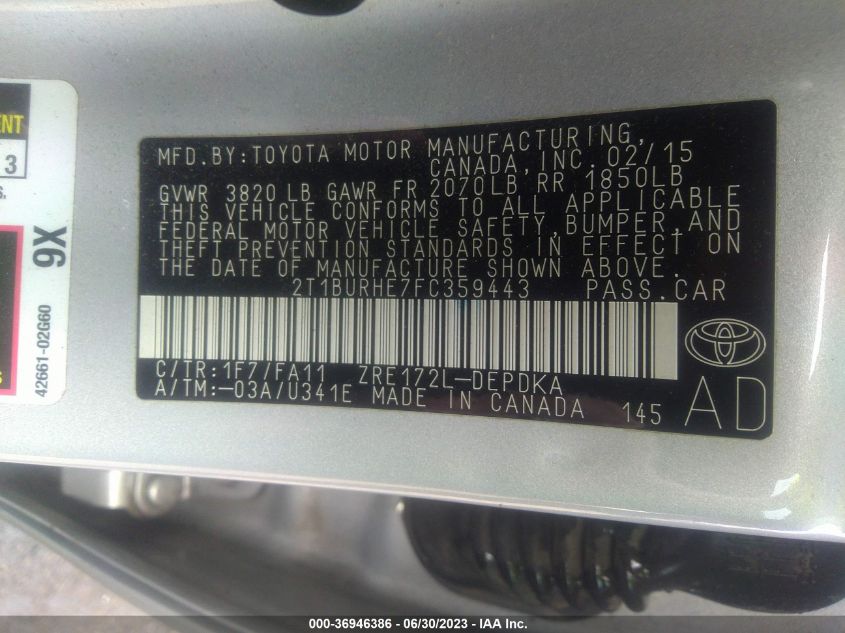 ENT
3
S.
9X
42661-02G60
S
MFD.BY:TOYOTA MOTOR MANUFACTURING,
CANADA,INC.02/15
GVWR 3820 LB GAWR FR 2070LB RR 1850LB
THIS VEHICLE CONFORMS TO ALL APPLICABLE
FEDERAL MOTOR VEHICLE SAFETY,BUMPER,AND
THEFT PREVENTION STANDARDS IN EFFECT ON
THE DATE OF MANUFACTURE SHOWN ABOVE.
2T1BURHE7FC359443 PASS.CAR
C/TR:1F7/FA11 ZRE172L-DEPDKA
A/TM:-03A/U341E MADE IN CANADA 145
AD
000-36946386 - 06/30/2023 - IAA Inc.